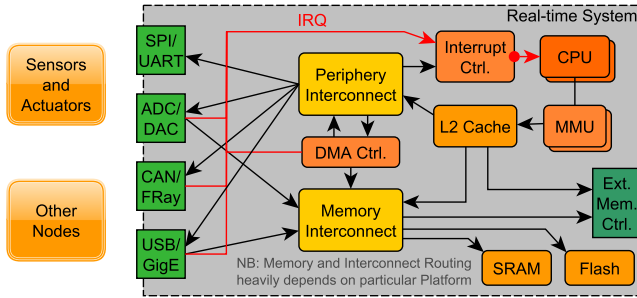 Real-time System
IRQ
SPI/
UART
Sensors
and
Actuators
Interrupt
Ctrl.
CPU
Periphery
Interconnect
ADC/
DAC
L2 Cache
MMU
DMA Ctrl.
CAN/
FRay
Ext.
Mem.
Ctrl.
Other
Nodes
Memory
Interconnect
USB/
GigE
NB: Memory and Interconnect Routing
heavily depends on particular Platform
SRAM
Flash